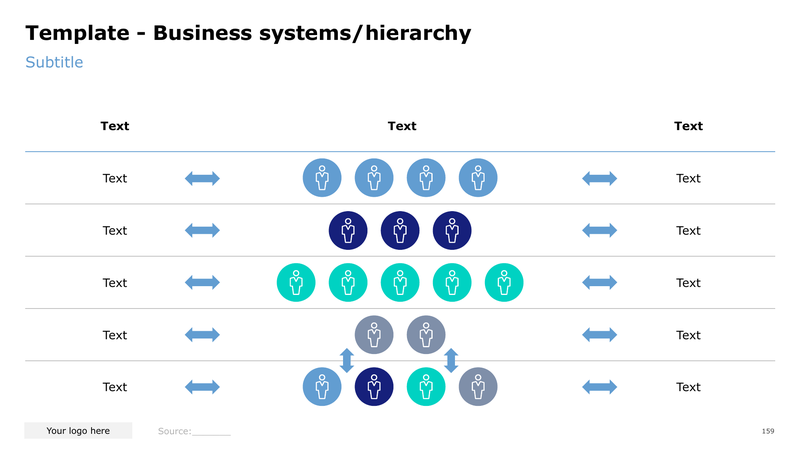 Template - Business systems/hierarchy
Subtitle
Text Text Text
Text Text
Text Text
Text Text
Text Text
Text Text
Your logo here Source:________ 159